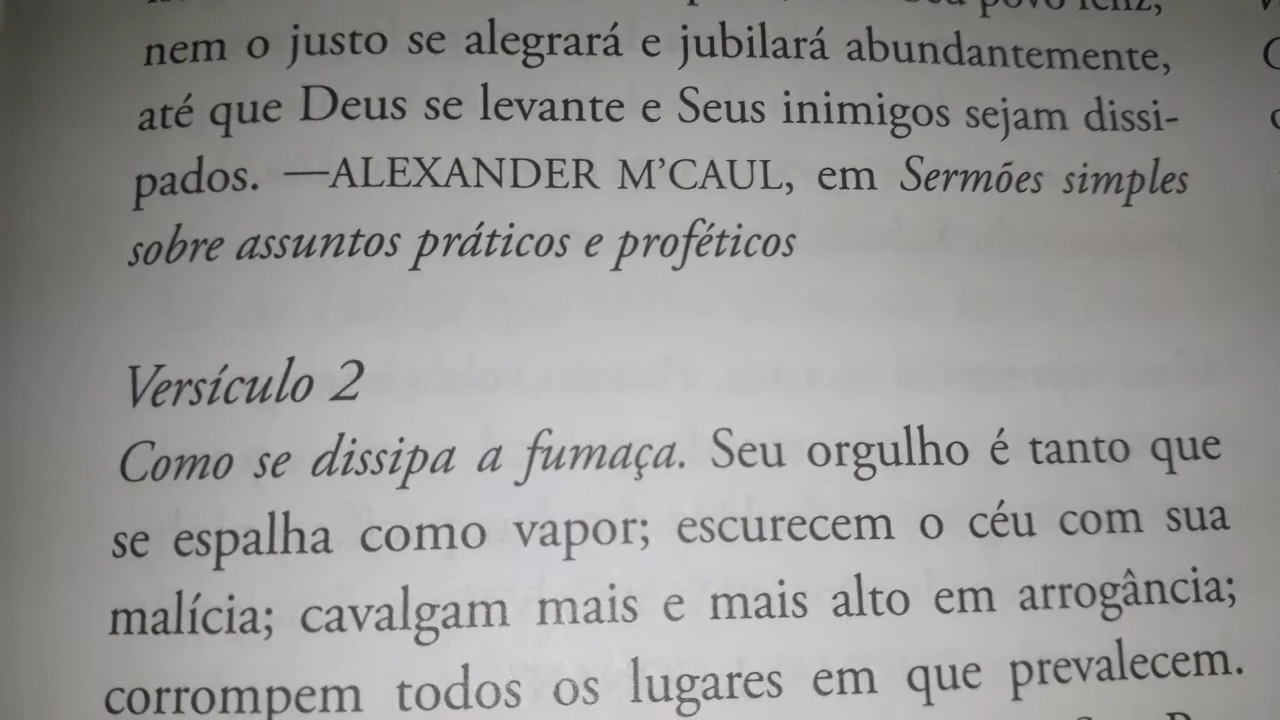 povo feliz,
nem o justo se alegrará e jubilará abundantemente,
até que Deus se levante e Seus inimigos sejam dissi-
pados. —ALEXANDER M’CAUL, em Sermões simples
sobre assuntos práticos e proféticos
Versículo 2
Como se dissipa a fumaça. Seu orgulho é tanto que
se espalha como vapor; escurecem o céu com sua
malícia; cavalgam mais e mais alto em arrogância;
corrompem todos os lugares em que prevalecem.